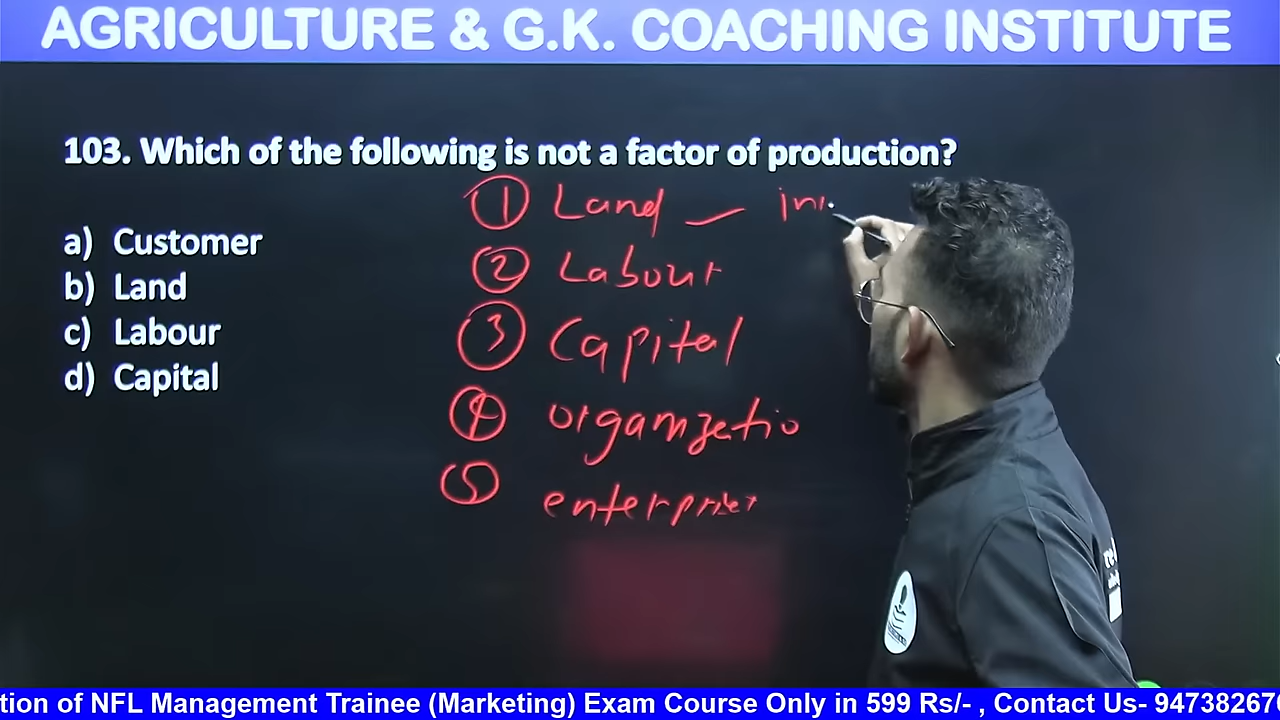 AGRICULTURE & G.K. COACHING INSTITUTE
103. Which of the following is not a factor of production?
a) Customer
b) Land
c) Labour
d) Capital
① Land — in
② Labour
③ Capital
④ organizatio
⑤
tion of NFL Management Trainee (Marketing) Exam Course Only in 599 Rs/- , Contact Us- 947382670